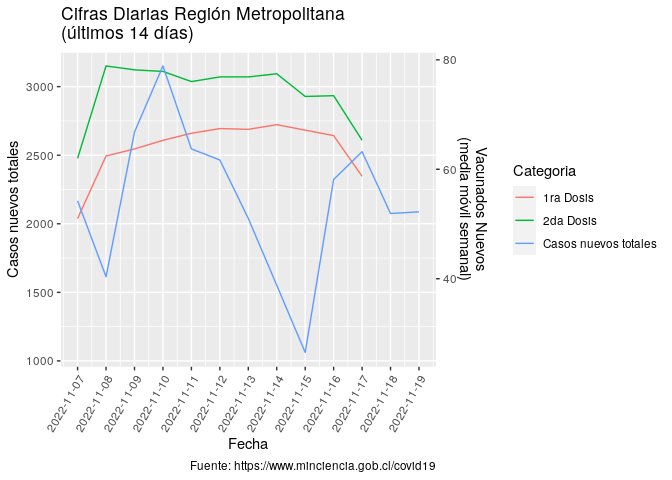 Cifras Diarias Región Metropolitana
(últimos 14 días)
Casos nuevos totales
3000
2500
2000
1500
1000
80
60
40
Vacunados Nuevos
(media móvil semanal)
2022-11-07
2022-11-08
2022-11-09
2022-11-10
2022-11-11
2022-11-12
2022-11-13
2022-11-14
2022-11-15
2022-11-16
2022-11-17
2022-11-18
2022-11-19
Fecha
Categoria
1ra Dosis
2da Dosis
Casos nuevos totales
Fuente: https://www.minciencia.gob.cl/covid19